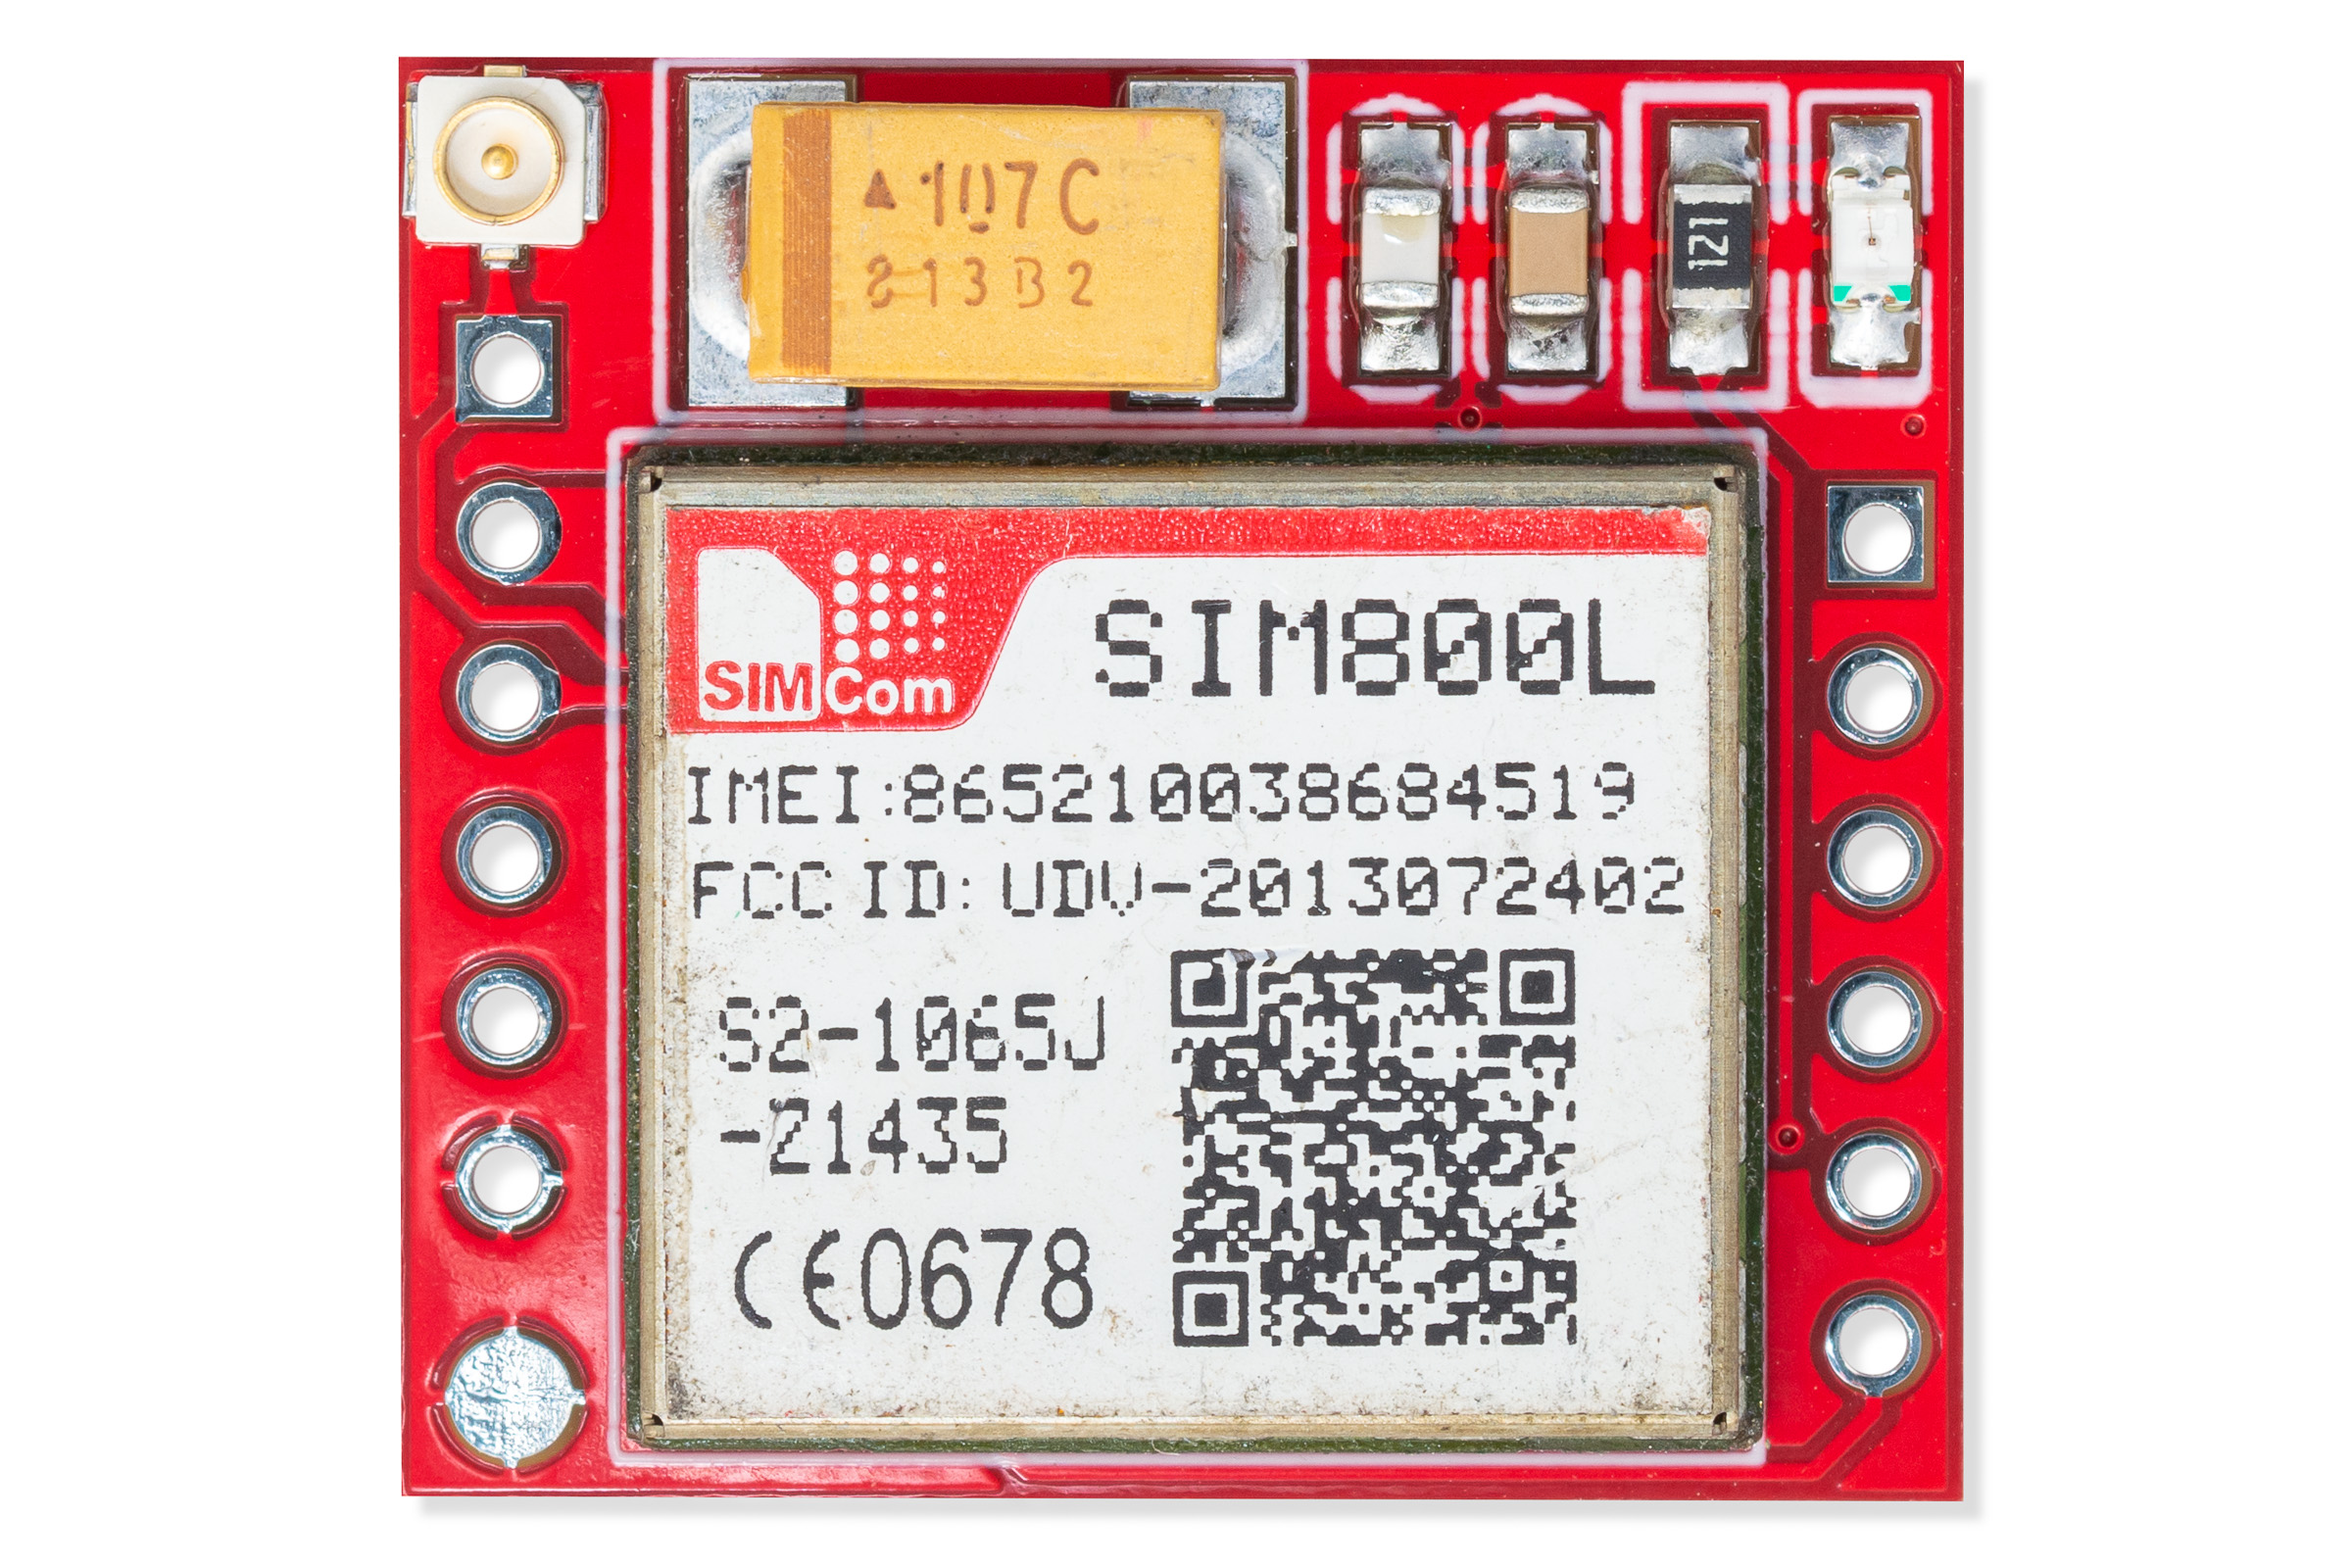 107C
813B2
121
SIMCom
SIM800L
IMEI:865210038684519
FCC ID: UDV-2013072402
S2-1065J
-Z1435
CE0678